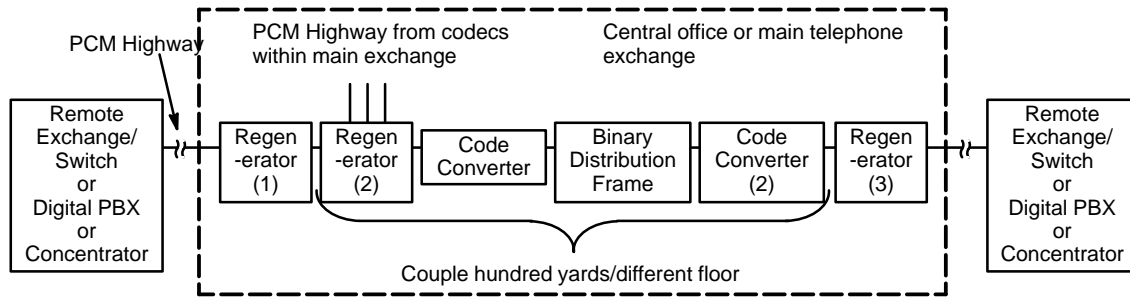 PCM Highway
PCM Highway from codecs
within main exchange
Central office or main telephone
exchange
Remote
Exchange/
Switch
or
Digital PBX
or
Concentrator
Regen
-erator
(1)
Regen
-erator
(2)
Code
Converter
Binary
Distribution
Frame
Code
Converter
(2)
Regen
-erator
(3)
Remote
Exchange/
Switch
or
Digital PBX
or
Concentrator
Couple hundred yards/different floor